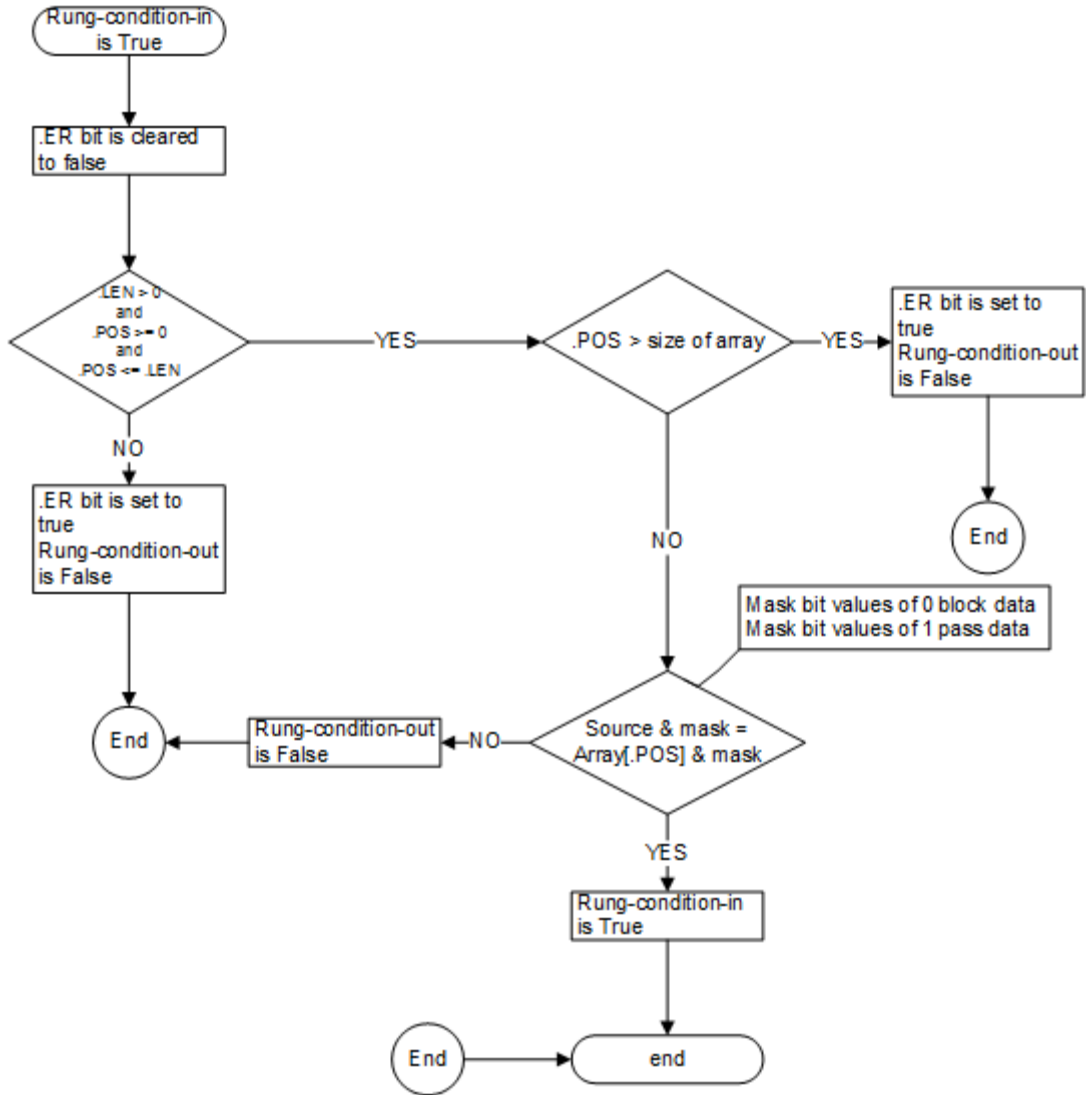 Rung-condition-in
is True
.ER bit is cleared
to false
.LEN > 0
and
.POS >= 0
and
.POS <= .LEN
YES
.POS > size of array
YES
.ER bit is set to
true
Rung-condition-out
is False
NO
.ER bit is set to
true
Rung-condition-out
is False
End
NO
Mask bit values of 0 block data
Mask bit values of 1 pass data
Source & mask =
Array[.POS] & mask
NO
Rung-condition-out
is False
End
YES
Rung-condition-in
is True
End
end